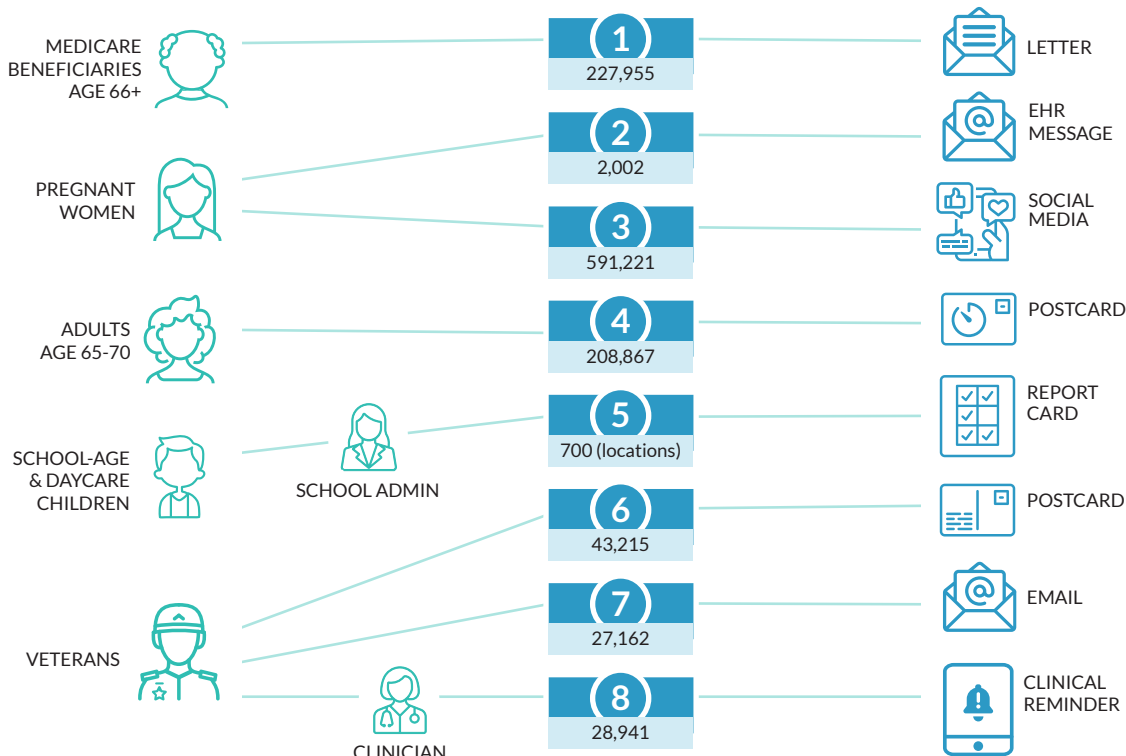 MEDICARE
BENEFICIARIES
AGE 66+
1
227,955
LETTER
PREGNANT
WOMEN
2
2,002
EHR
MESSAGE
3
591,221
SOCIAL
MEDIA
ADULTS
AGE 65-70
4
208,867
POSTCARD
SCHOOL-AGE
& DAYCARE
CHILDREN
SCHOOL ADMIN
5
700 (locations)
REPORT
CARD
VETERANS
6
43,215
POSTCARD
7
27,162
EMAIL
CLINICIAN
8
28,941
CLINICAL
REMINDER